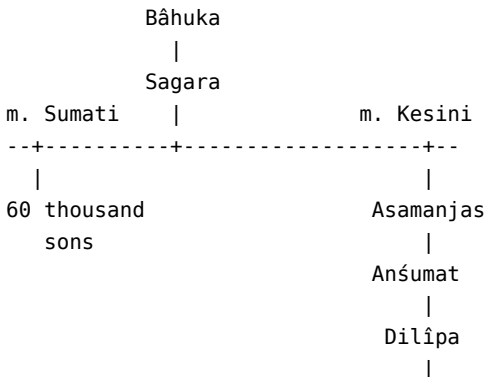 Bâhuka
|
Sagara
m. Sumati | m. Kesini
--+----------+-------------------+--
| |
60 thousand Asamanjas
sons |
Anśumat
|
Dilîpa
|